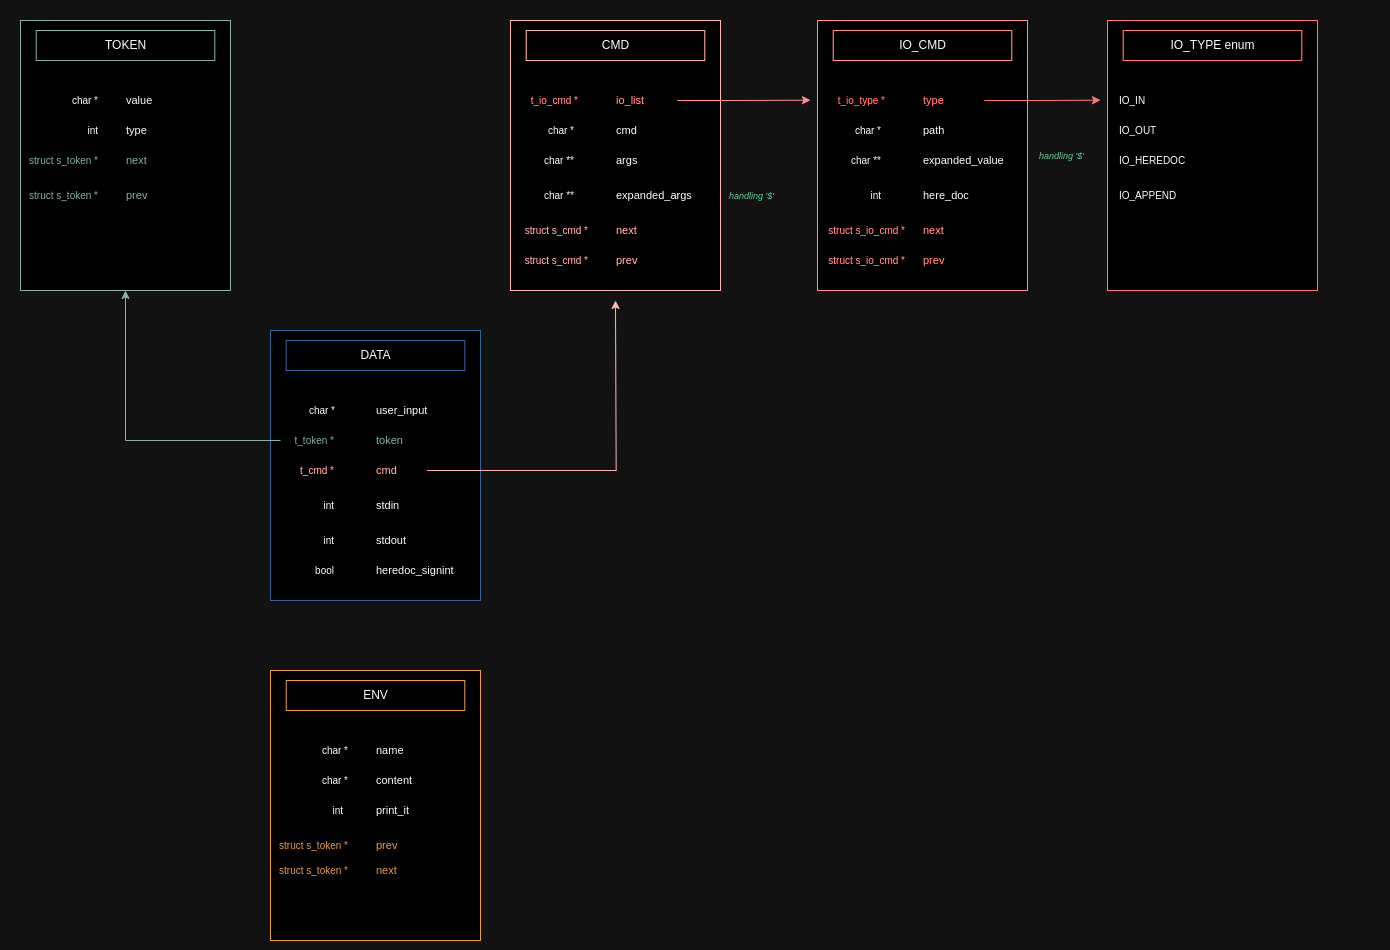 TOKEN
char * value
int type
struct s_token * next
struct s_token * prev
CMD
t_io_cmd * io_list
char * cmd
char ** args
char ** expanded_args
handling '$'
struct s_cmd * next
struct s_cmd * prev
IO_CMD
t_io_type * type
char * path
char ** expanded_value
handling '$'
int here_doc
struct s_io_cmd * next
struct s_io_cmd * prev
IO_TYPE enum
IO_IN
IO_OUT
IO_HEREDOC
IO_APPEND
DATA
char * user_input
t_token * token
t_cmd * cmd
int stdin
int stdout
bool heredoc_signint
ENV
char * name
char * content
int print_it
struct s_token * prev
struct s_token * next